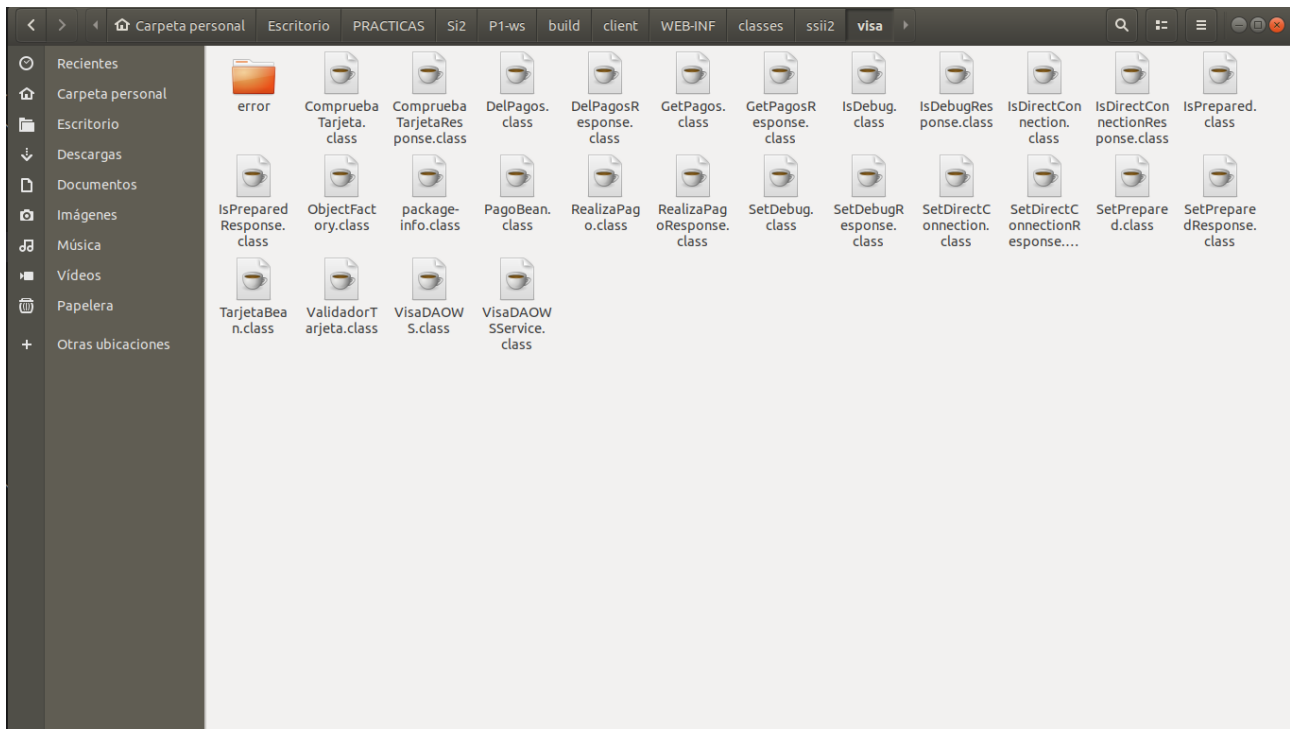 Carpeta personal Escritorio PRACTICAS Si2 P1-ws build client WEB-INF classes ssii2 visa
Recientes
Carpeta personal
Escritorio
Descargas
Documentos
Imágenes
Música
Vídeos
Papelera
Otras ubicaciones
error Comprueba Comprueba DelPagos. DelPagosR GetPagos. GetPagosR IsDebug. IsDebugRes IsDirectCon IsDirectCon IsPrepared.
Tarjeta. TarjetaRes class esponse. class esponse. class ponse.class nection. nectionRes class
class ponse.class class class class ponse.class
IsPrepared ObjectFact package- PagoBean. RealizaPag RealizaPag SetDebug. SetDebugR SetDirectC SetDirectC SetPrepare SetPrepare
Response. ory.class info.class class o.class oResponse. class esponse. onnection. onnectionR d.class dResponse.
class class class class esponse.… class
TarjetaBea ValidadorT VisaDAOW VisaDAOW
n.class arjeta.class S.class SService.
class